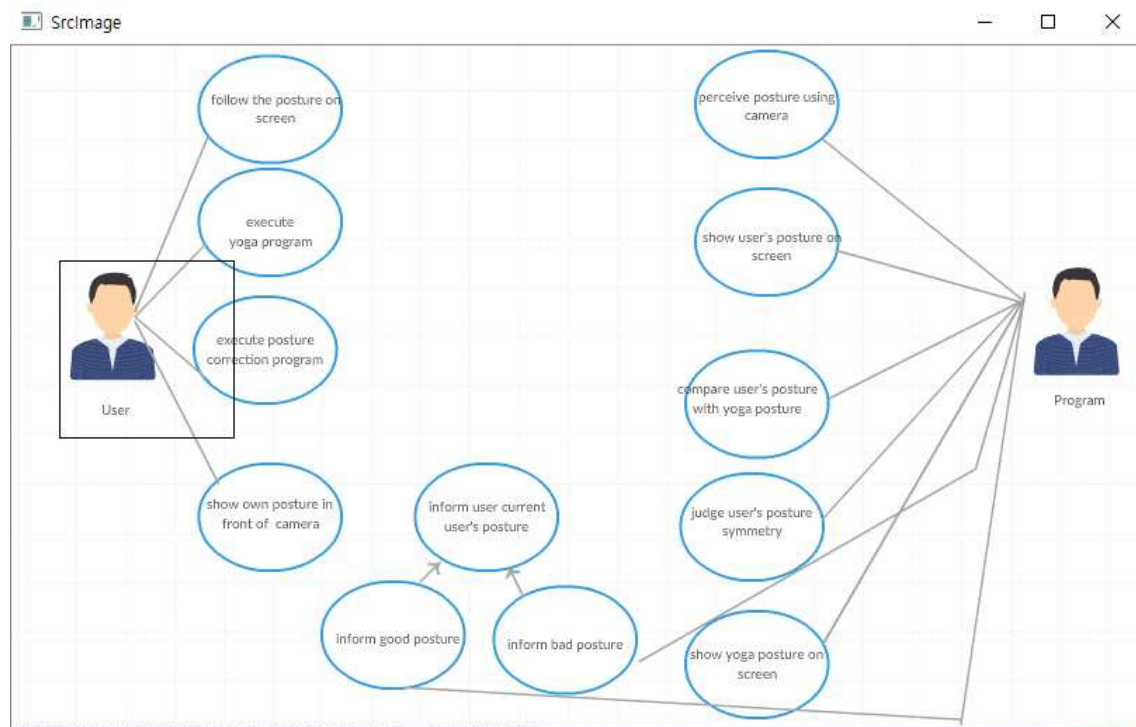 SrcImage
follow the posture on
screen
execute
yoga program
execute posture
correction program
User
show own posture in
front of camera
inform user current
user's posture
inform good posture
inform bad posture
perceive posture using
camera
show user's posture on
screen
compare user's posture
with yoga posture
judge user's posture
symmetry
show yoga posture on
screen
Program